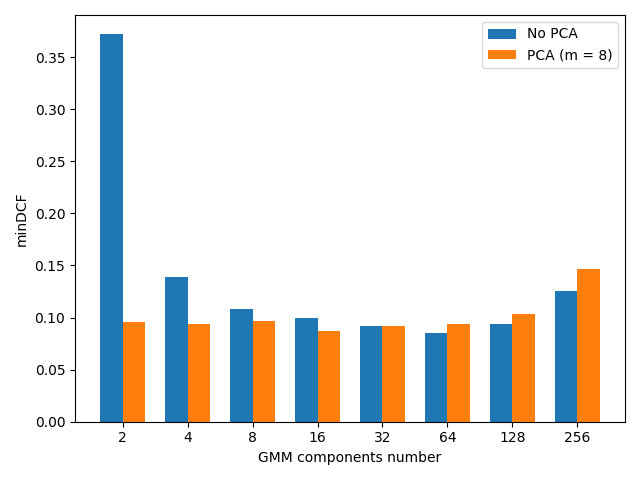 No PCA
PCA (m = 8)
0.35
0.30
0.25
0.20
0.15
0.10
0.05
0.00
minDCF
2 4 8 16 32 64 128 256
GMM components number